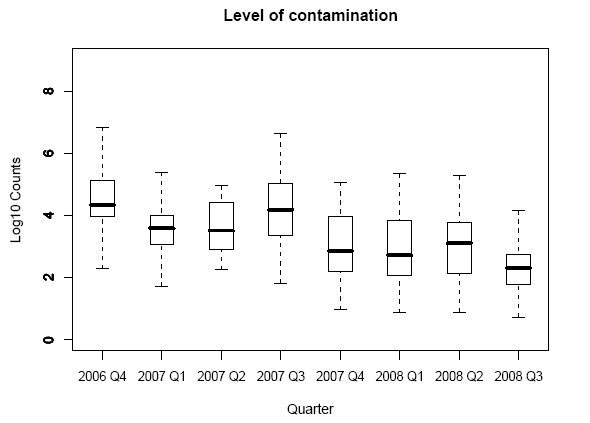 Level of contamination
Log10 Counts
8
6
4
2
0
2006 Q4 2007 Q1 2007 Q2 2007 Q3 2007 Q4 2008 Q1 2008 Q2 2008 Q3
Quarter